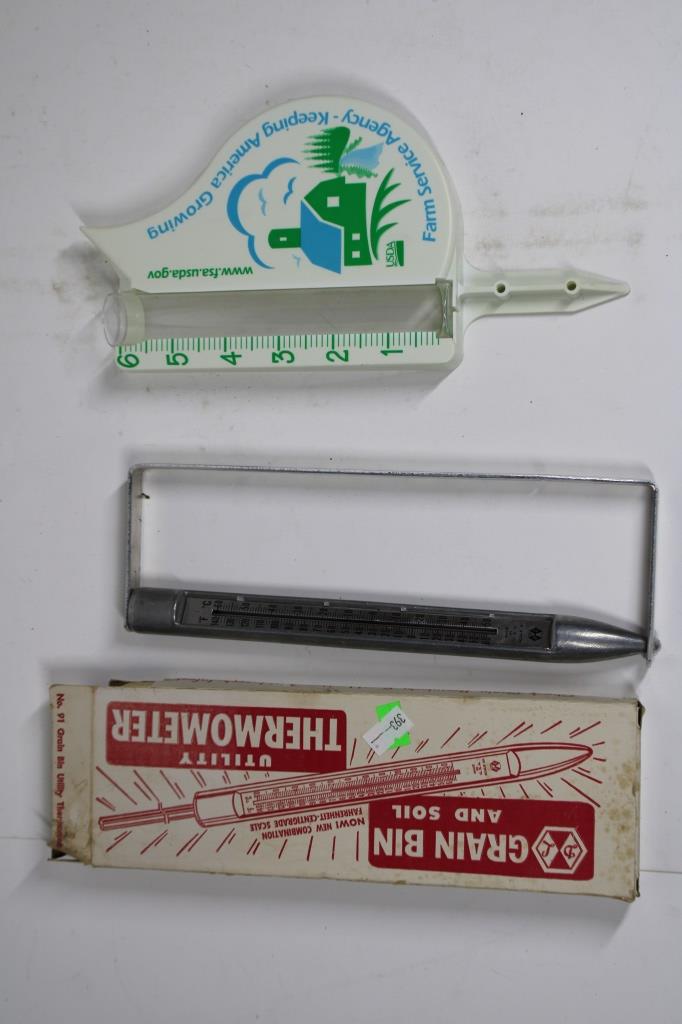 Farm Service Agency - Keeping America Growing
USDA
www.fsa.usda.gov
6 5 4 3 2 1
°F °C
No. 91 Grain Bin Utility
GRAIN BIN
AND SOIL
UTILITY
THERMOMETER
NOW! NEW COMBINATION
FAHRENHEIT-CENTIGRADE SCALE
393